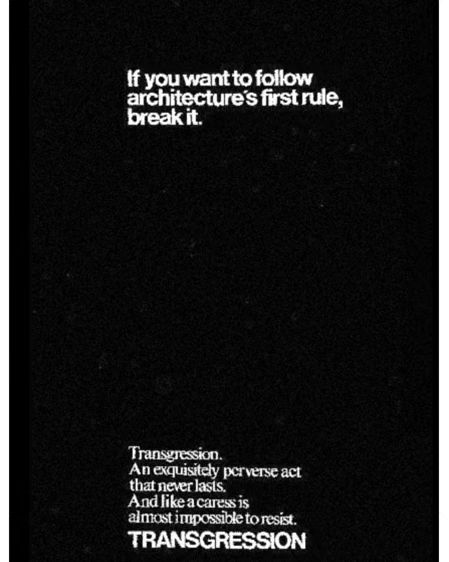 If you want to follow
architecture's first rule,
break it.
Transgression.
An exquisitely perverse act
that never lasts.
And like a caress is
almost impossible to resist.
TRANSGRESSION